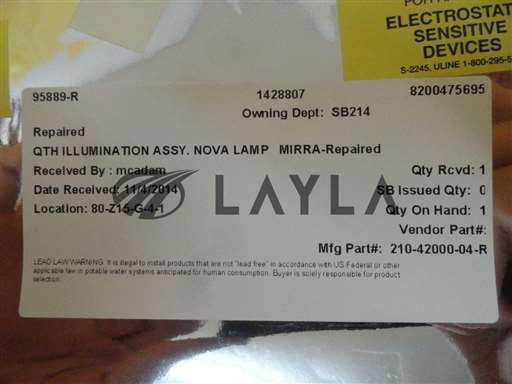 ELECTROSTAT
SENSITIVE
DEVICES
S-2245, ULINE 1-800-295-5
95889-R 1428807 8200475695
Owning Dept: SB214
Repaired
QTH ILLUMINATION ASSY. NOVA LAMP MIRRA-Repaired
Received By : mcadam Qty Rcvd: 1
Date Received: 11/4/2014 SB Issued Qty: 0
LAYLA
Location: 80-Z15-G-4-1 Qty On Hand: 1
Vendor Part#:
Mfg Part#: 210-42000-04-R
LEAD LAW WARNING: It is illegal to install products that are not "lead free" in accordance with US Federal or other
applicable law in potable water systems anticipated for human consumption. Buyer is solely responsible for product
selection.